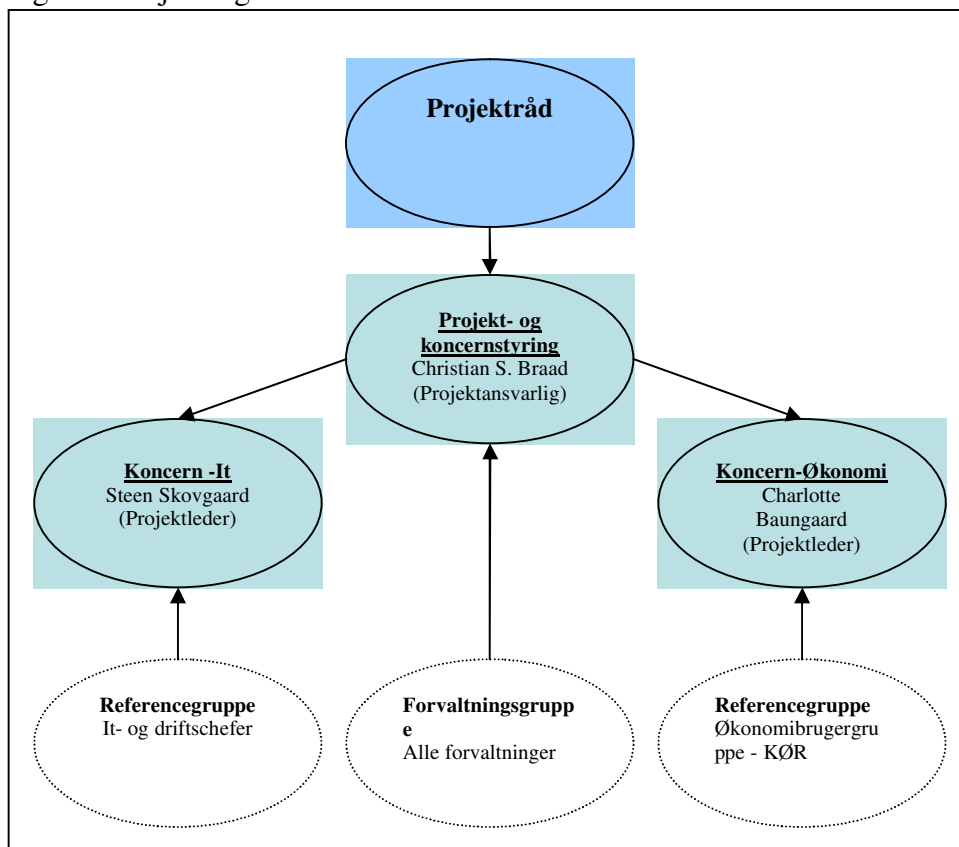 Projektråd
Projekt- og
koncernstyring
Christian S. Braad
(Projektansvarlig)
Koncern -It
Steen Skovgaard
(Projektleder)
Koncern-Økonomi
Charlotte
Baungaard
(Projektleder)
Referencegruppe
It- og driftschefer
Forvaltningsgrupp
e
Alle forvaltninger
Referencegruppe
Økonomibrugergru
ppe - KØR